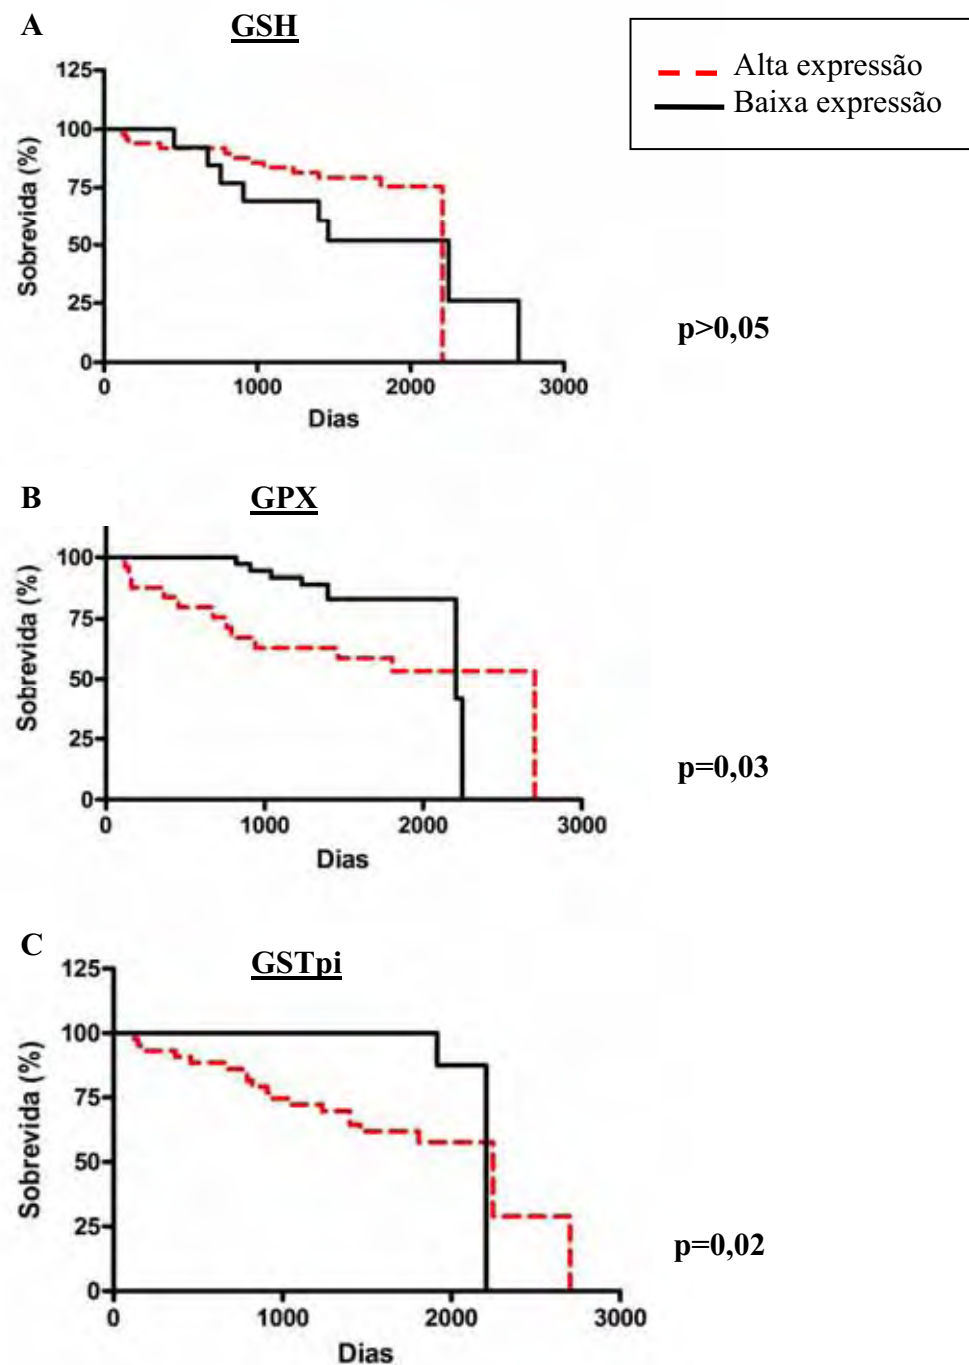 A
GSH
Alta expressão
Baixa expressão
125
100
75
50
25
0
Sobrevida (%)
0 1000 2000 3000
Dias
p>0,05
B
GPX
100
75
50
25
0
Sobrevida (%)
0 1000 2000 3000
Dias
p=0,03
C
GSTpi
125
100
75
50
25
0
Sobrevida (%)
0 1000 2000 3000
Dias
p=0,02